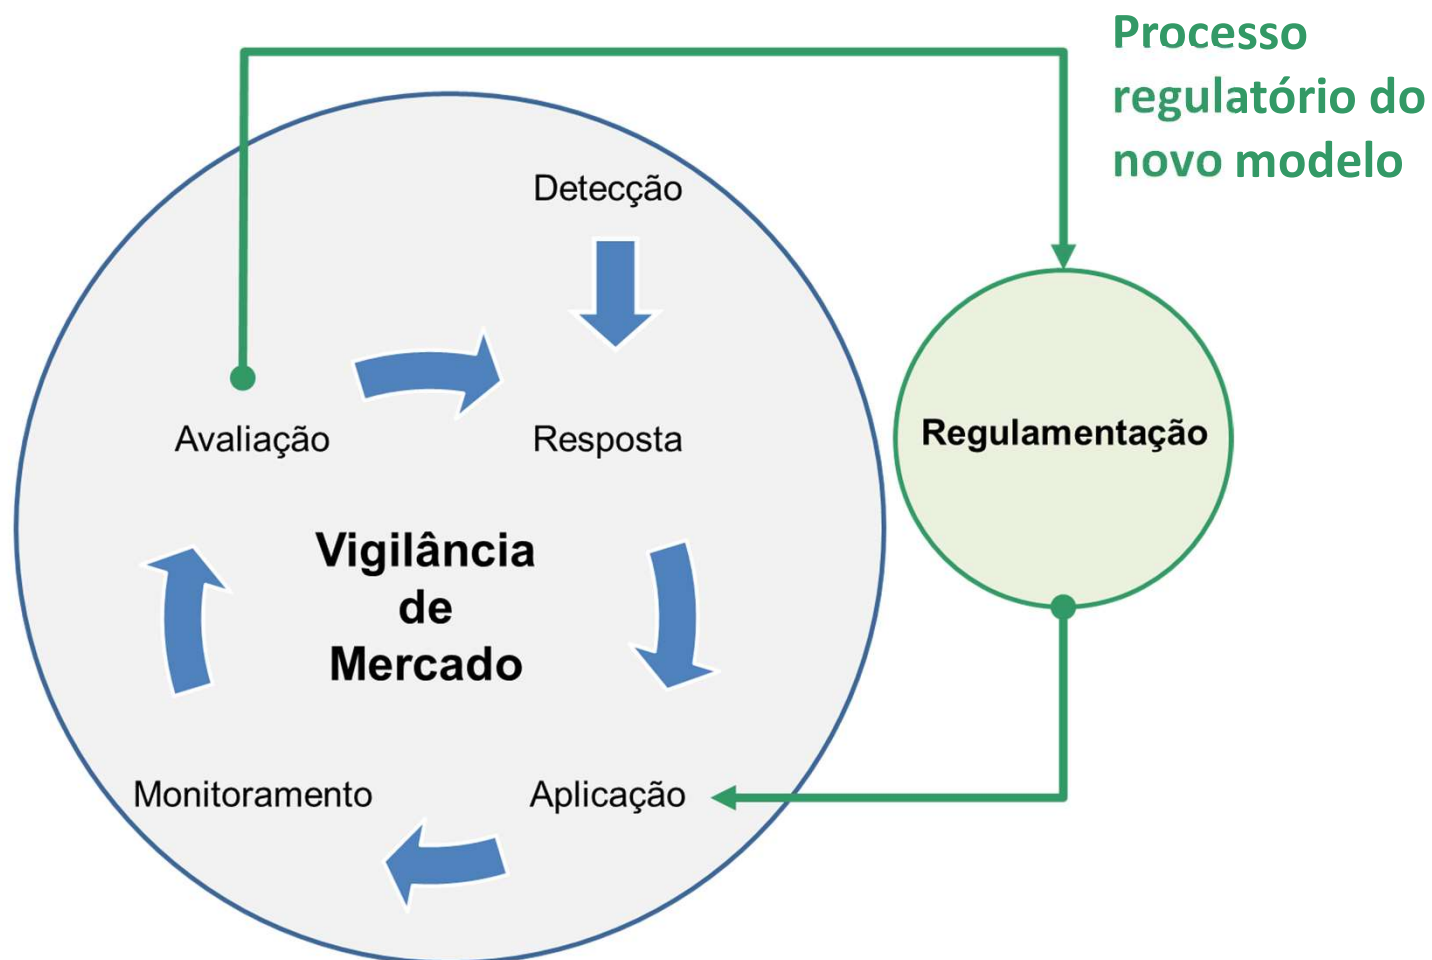 Processo
regulatório do
novo modelo
Detecção
Avaliação
Resposta
Regulamentação
Vigilância
de
Mercado
Monitoramento
Aplicação